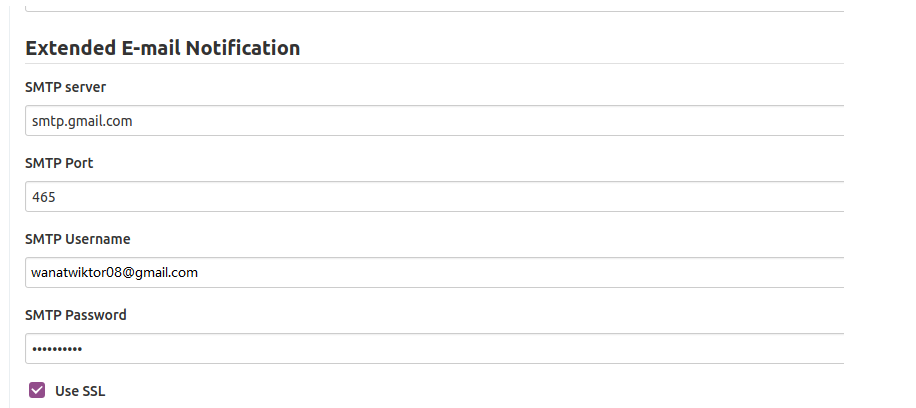 Extended E-mail Notification
SMTP server
smtp.gmail.com
SMTP Port
465
SMTP Username
wanatwiktor08@gmail.com
SMTP Password
••••••••••
Use SSL